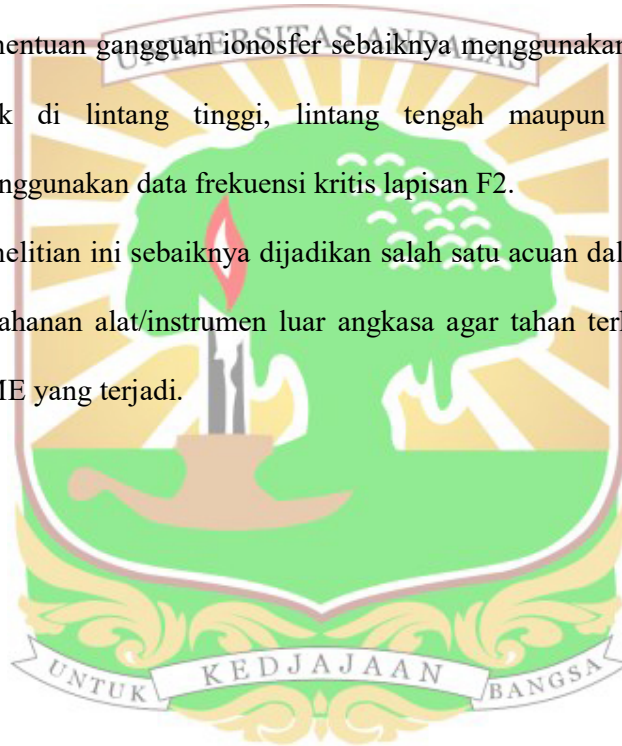 UNIVERSITAS ANDALAS
nentuan gangguan ionosfer sebaiknya menggunakan
k di lintang tinggi, lintang tengah maupun
nggunakan data frekuensi kritis lapisan F2.
nelitian ini sebaiknya dijadikan salah satu acuan dal
ahanan alat/instrumen luar angkasa agar tahan terl
ME yang terjadi.
UNTUK KEDJAJAAN BANGSA